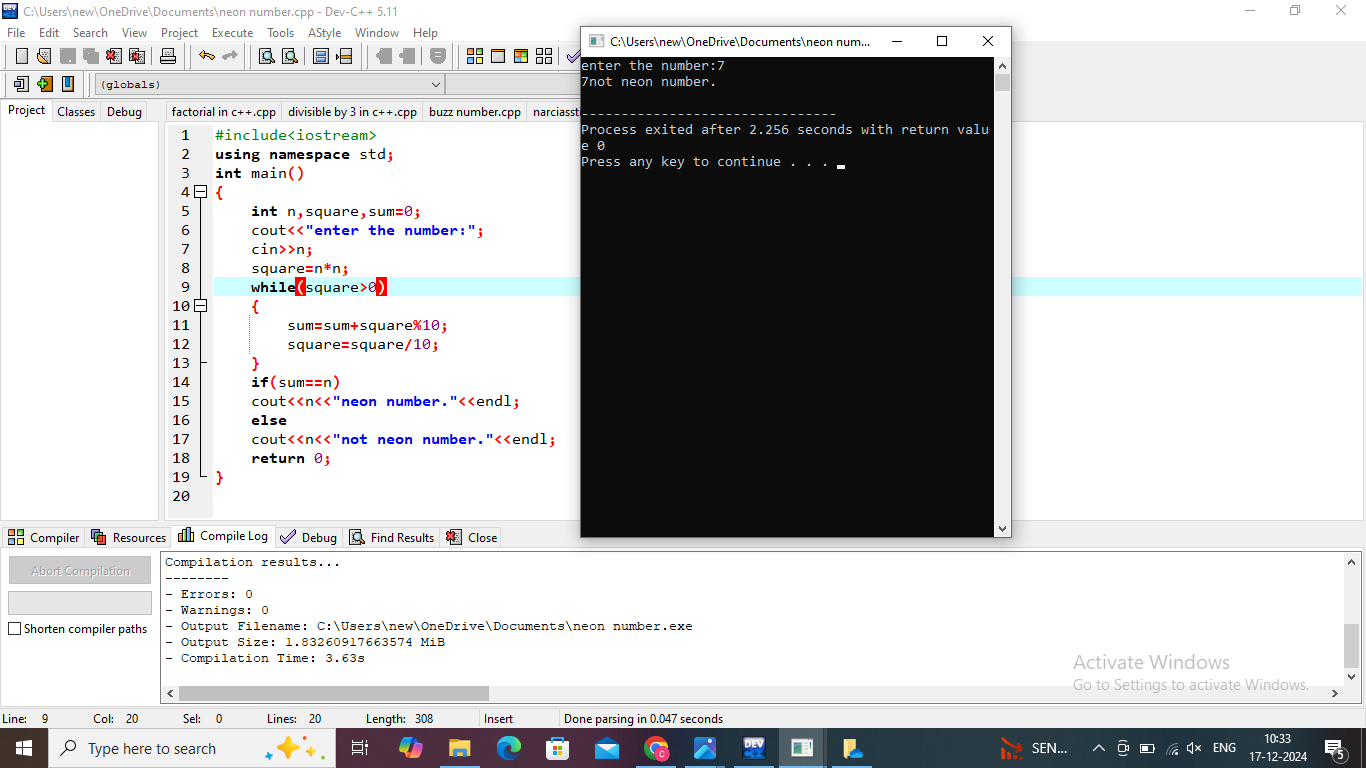 C:\Users\new\OneDrive\Documents\neon number.cpp - Dev-C++ 5.11
File Edit Search View Project Execute Tools AStyle Window Help
(globals)
Project Classes Debug
factorial in c++.cpp divisible by 3 in c++.cpp buzz number.cpp narciasst
1 #include<iostream>
2 using namespace std;
3 int main()
4 {
5 int n,square,sum=0;
6 cout<<"enter the number:";
7 cin>>n;
8 square=n*n;
9 while(square>0)
10 {
11 sum=sum+square%10;
12 square=square/10;
13 }
14 if(sum==n)
15 cout<<n<<"neon number."<<endl;
16 else
17 cout<<n<<"not neon number."<<endl;
18 return 0;
19 }
20
C:\Users\new\OneDrive\Documents\neon num...
enter the number:7
7not neon number.
--------------------------------
Process exited after 2.256 seconds with return valu
e 0
Press any key to continue . . .
Compiler Resources Compile Log Debug Find Results Close
Abort Compilation
Shorten compiler paths
Compilation results...
--------
- Errors: 0
- Warnings: 0
- Output Filename: C:\Users\new\OneDrive\Documents\neon number.exe
- Output Size: 1.83260917663574 MiB
- Compilation Time: 3.63s
Activate Windows
Go to Settings to activate Windows.
Line: 9 Col: 20 Sel: 0 Lines: 20 Length: 308 Insert Done parsing in 0.047 seconds
Type here to search
DEV
SEN...
ENG
10:33
17-12-2024
5